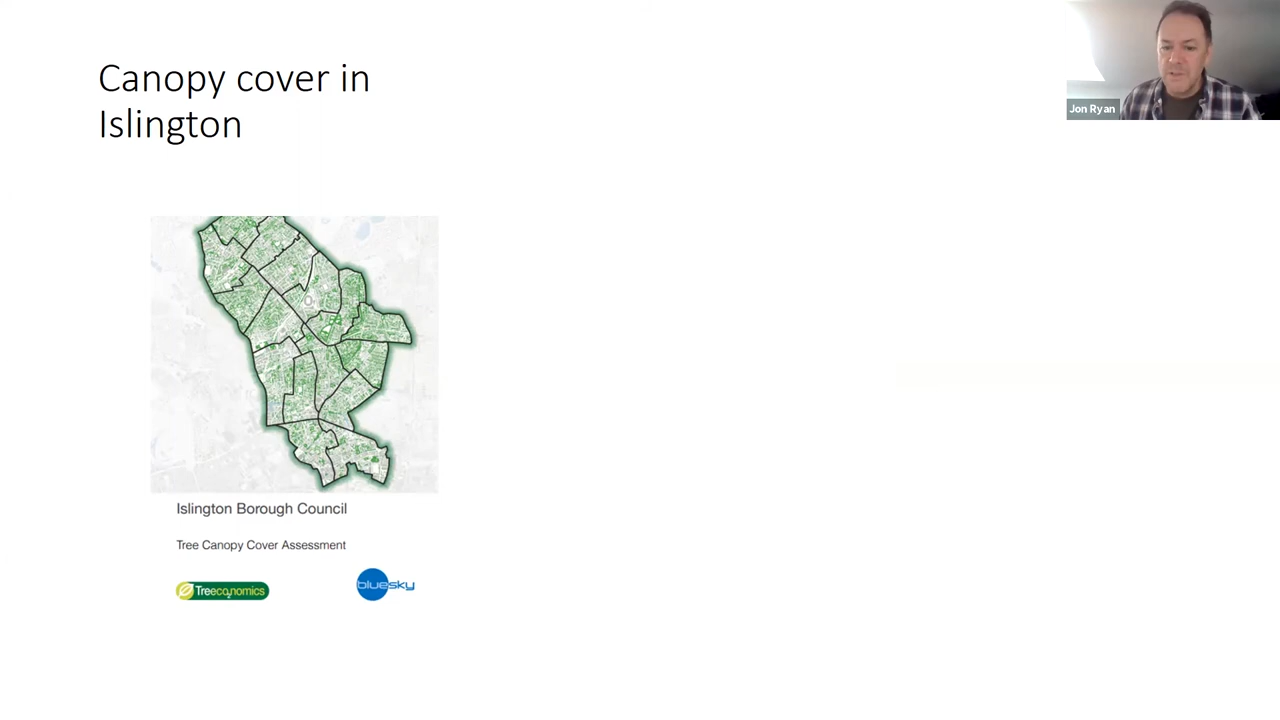 Canopy cover in
Islington
Jon Ryan
Islington Borough Council
Tree Canopy Cover Assessment
Treeconomics
bluesky